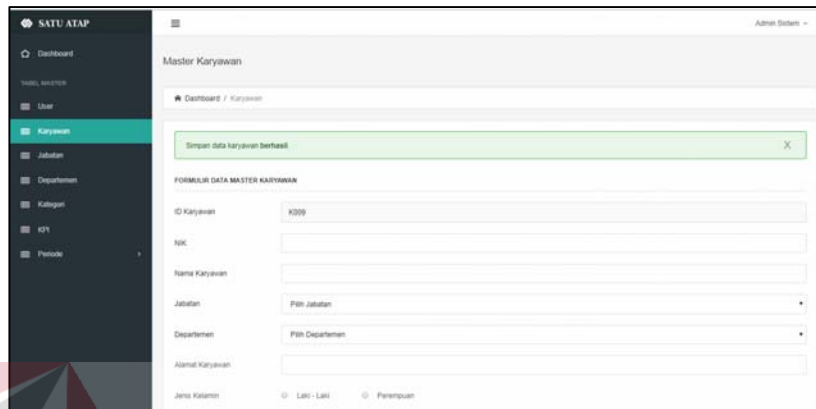 SATU ATAP
Admin Sistem
Dashboard
Master Karyawan
TABEL MASTER
Dashboard / Karyawan
User
Karyawan
Simpan data karyawan berhasil. X
Jabatan
Departemen
FORMULIR DATA MASTER KARYAWAN
Kategori
ID Karyawan K009
KPI
NIK
Periode
Nama Karyawan
Jabatan Pilih Jabatan
Departemen Pilih Departemen
Alamat Karyawan
Jenis Kelamin Laki - Laki Perempuan